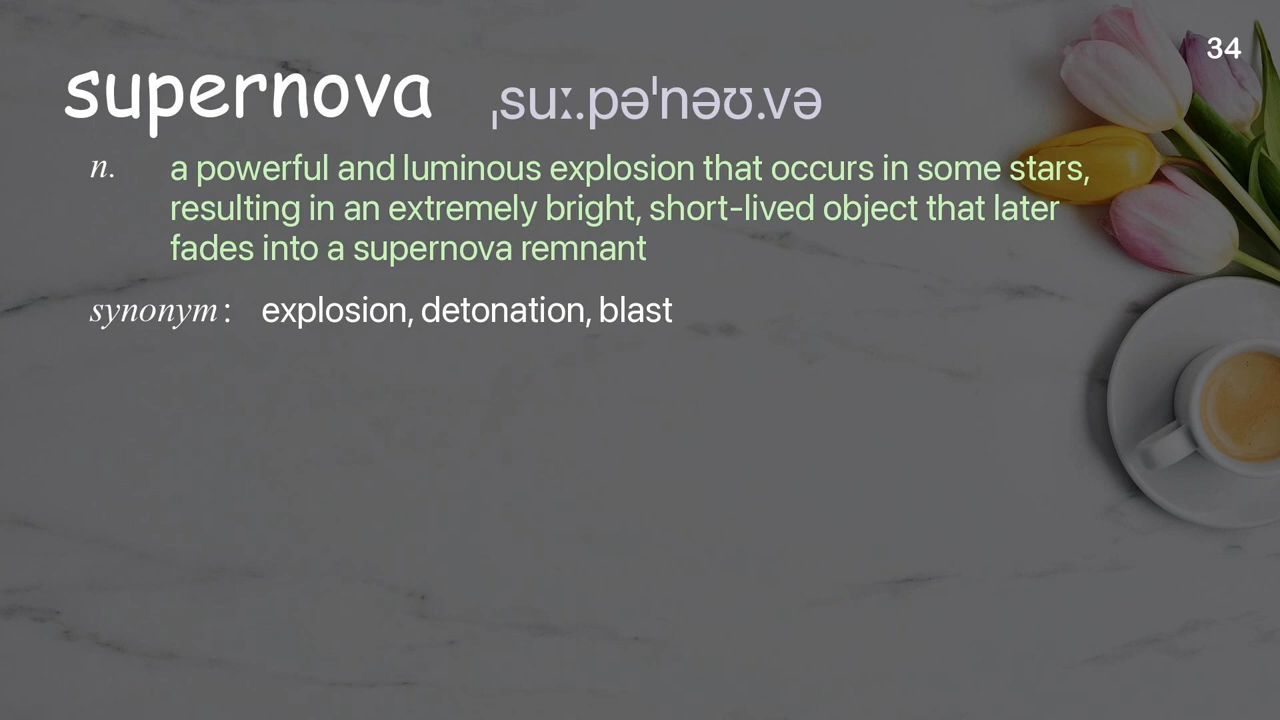 34
supernova ˌsuː.pəˈnəʊ.və
n. a powerful and luminous explosion that occurs in some stars,
resulting in an extremely bright, short-lived object that later
fades into a supernova remnant
synonym: explosion, detonation, blast